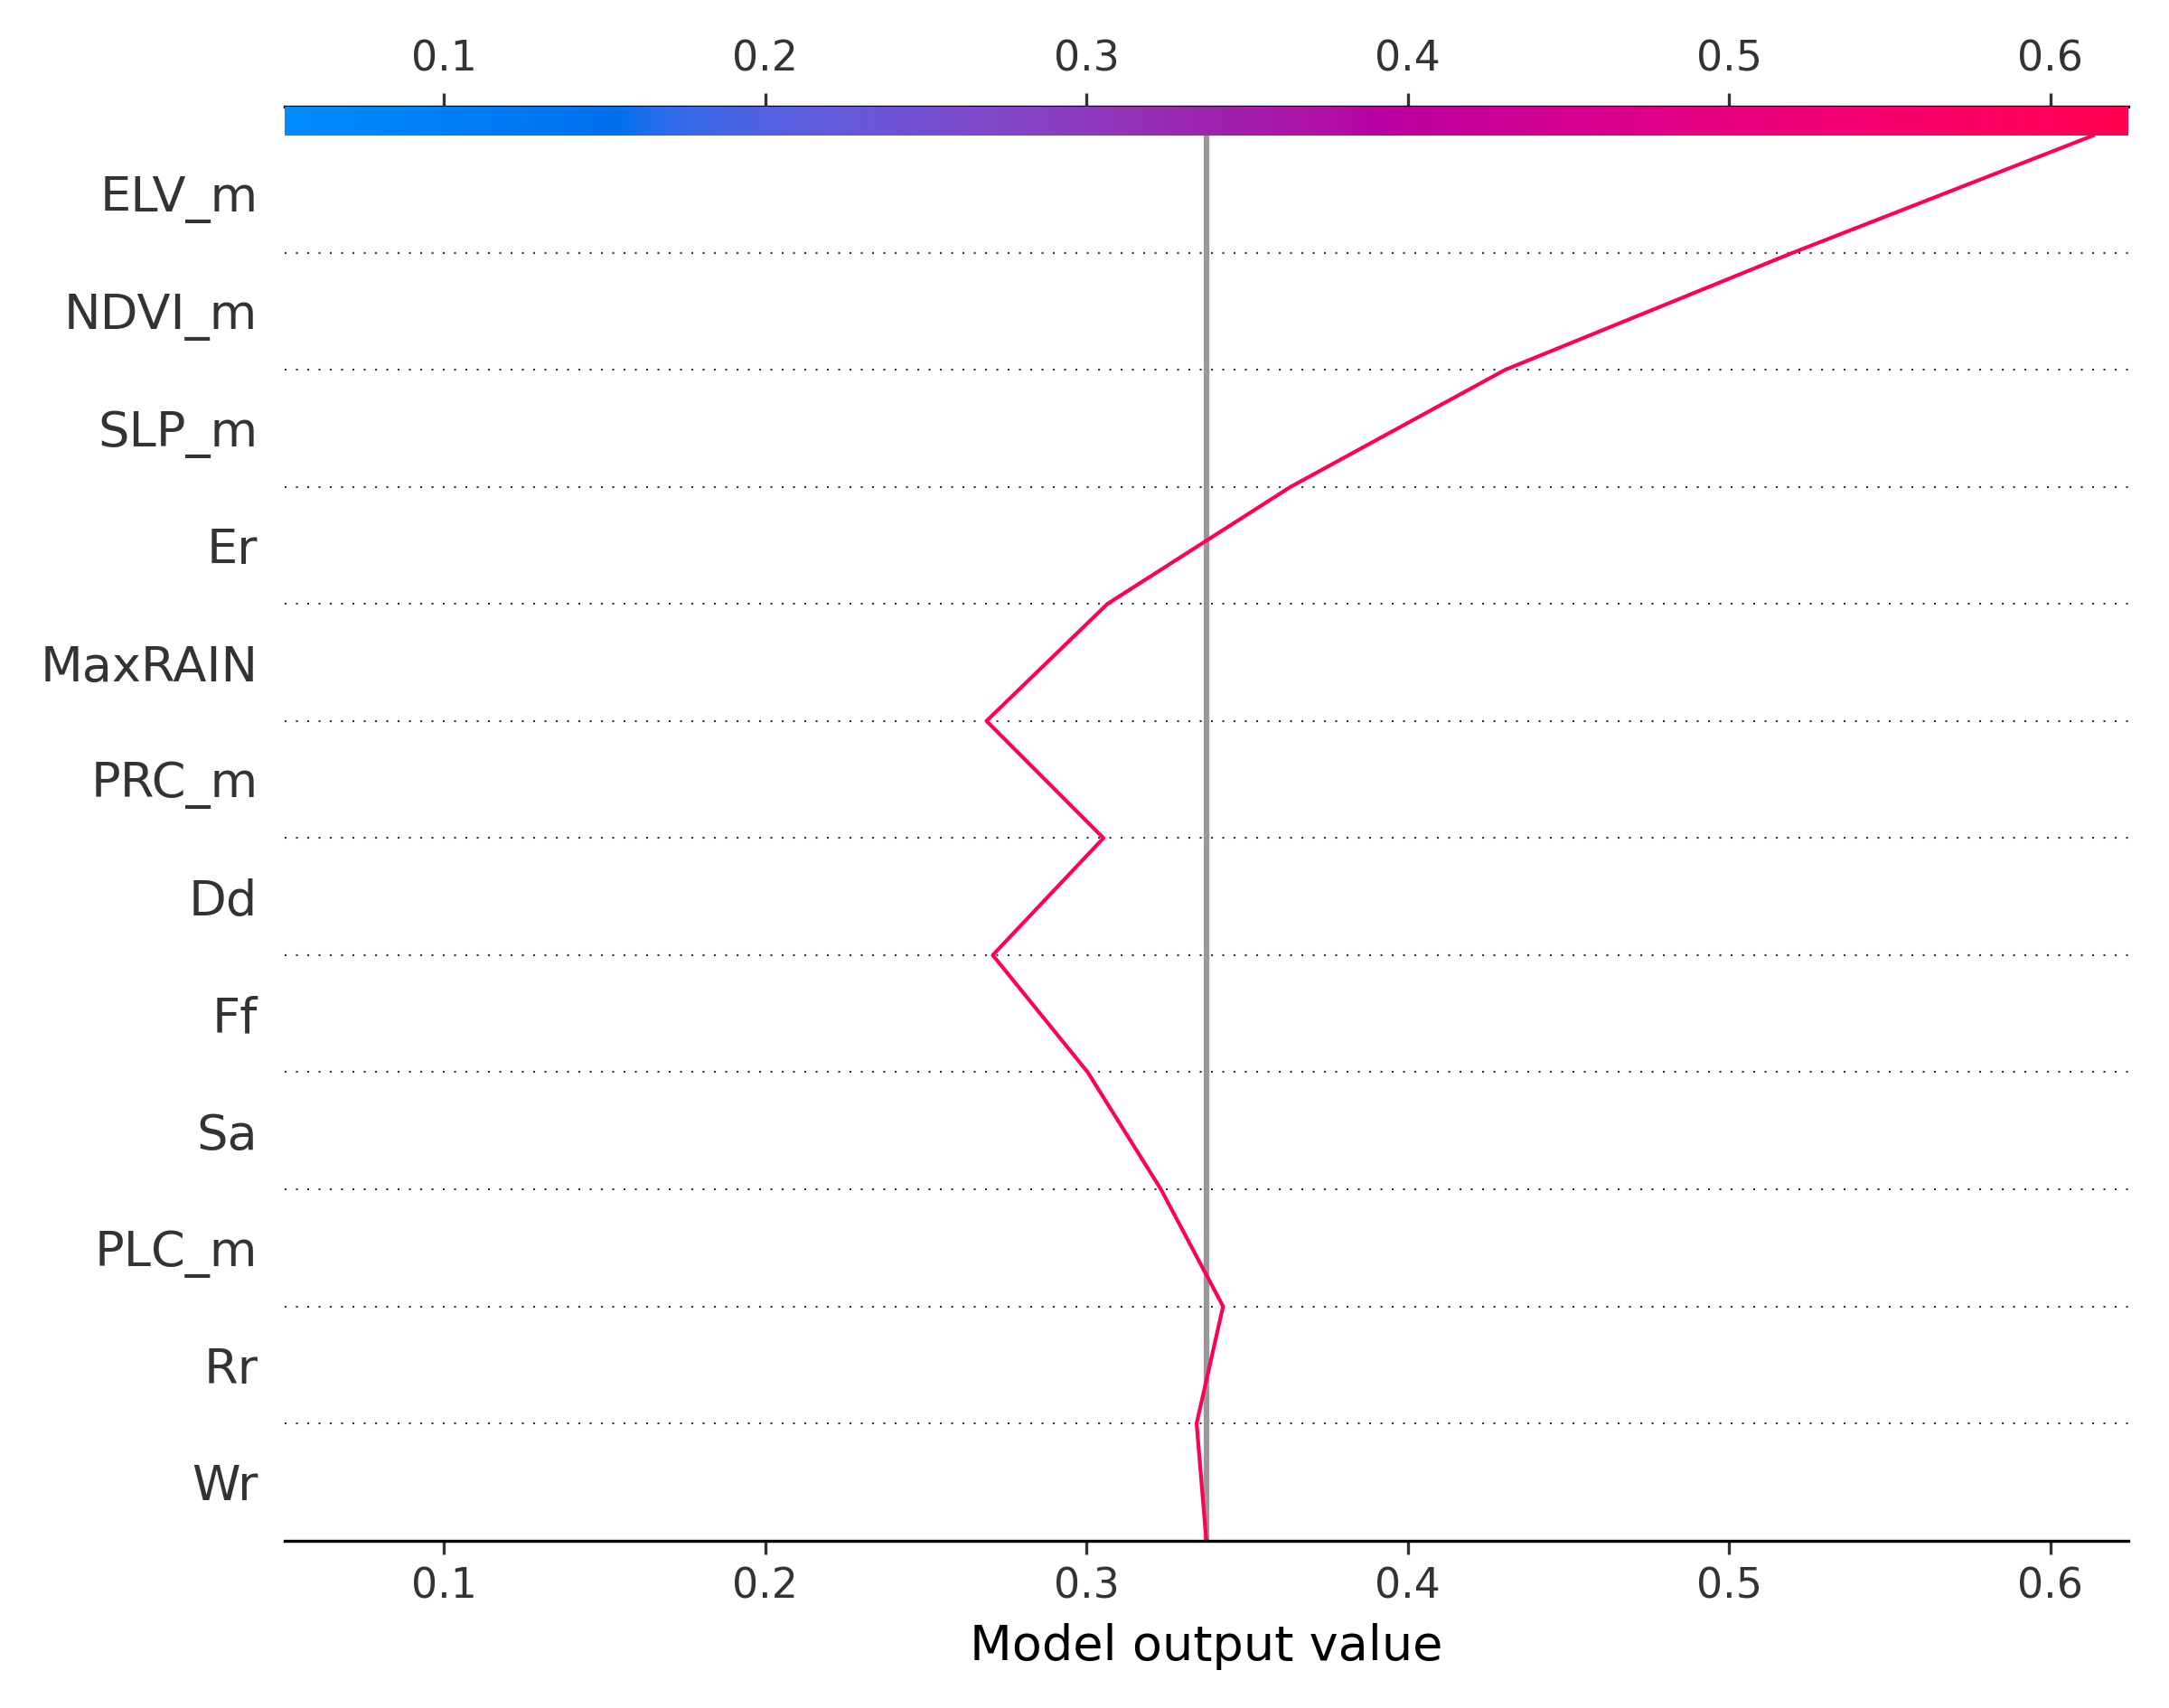 0.1 0.2 0.3 0.4 0.5 0.6
ELV_m
NDVI_m
SLP_m
Er
MaxRAIN
PRC_m
Dd
Ff
Sa
PLC_m
Rr
Wr
0.1 0.2 0.3 0.4 0.5 0.6
Model output value